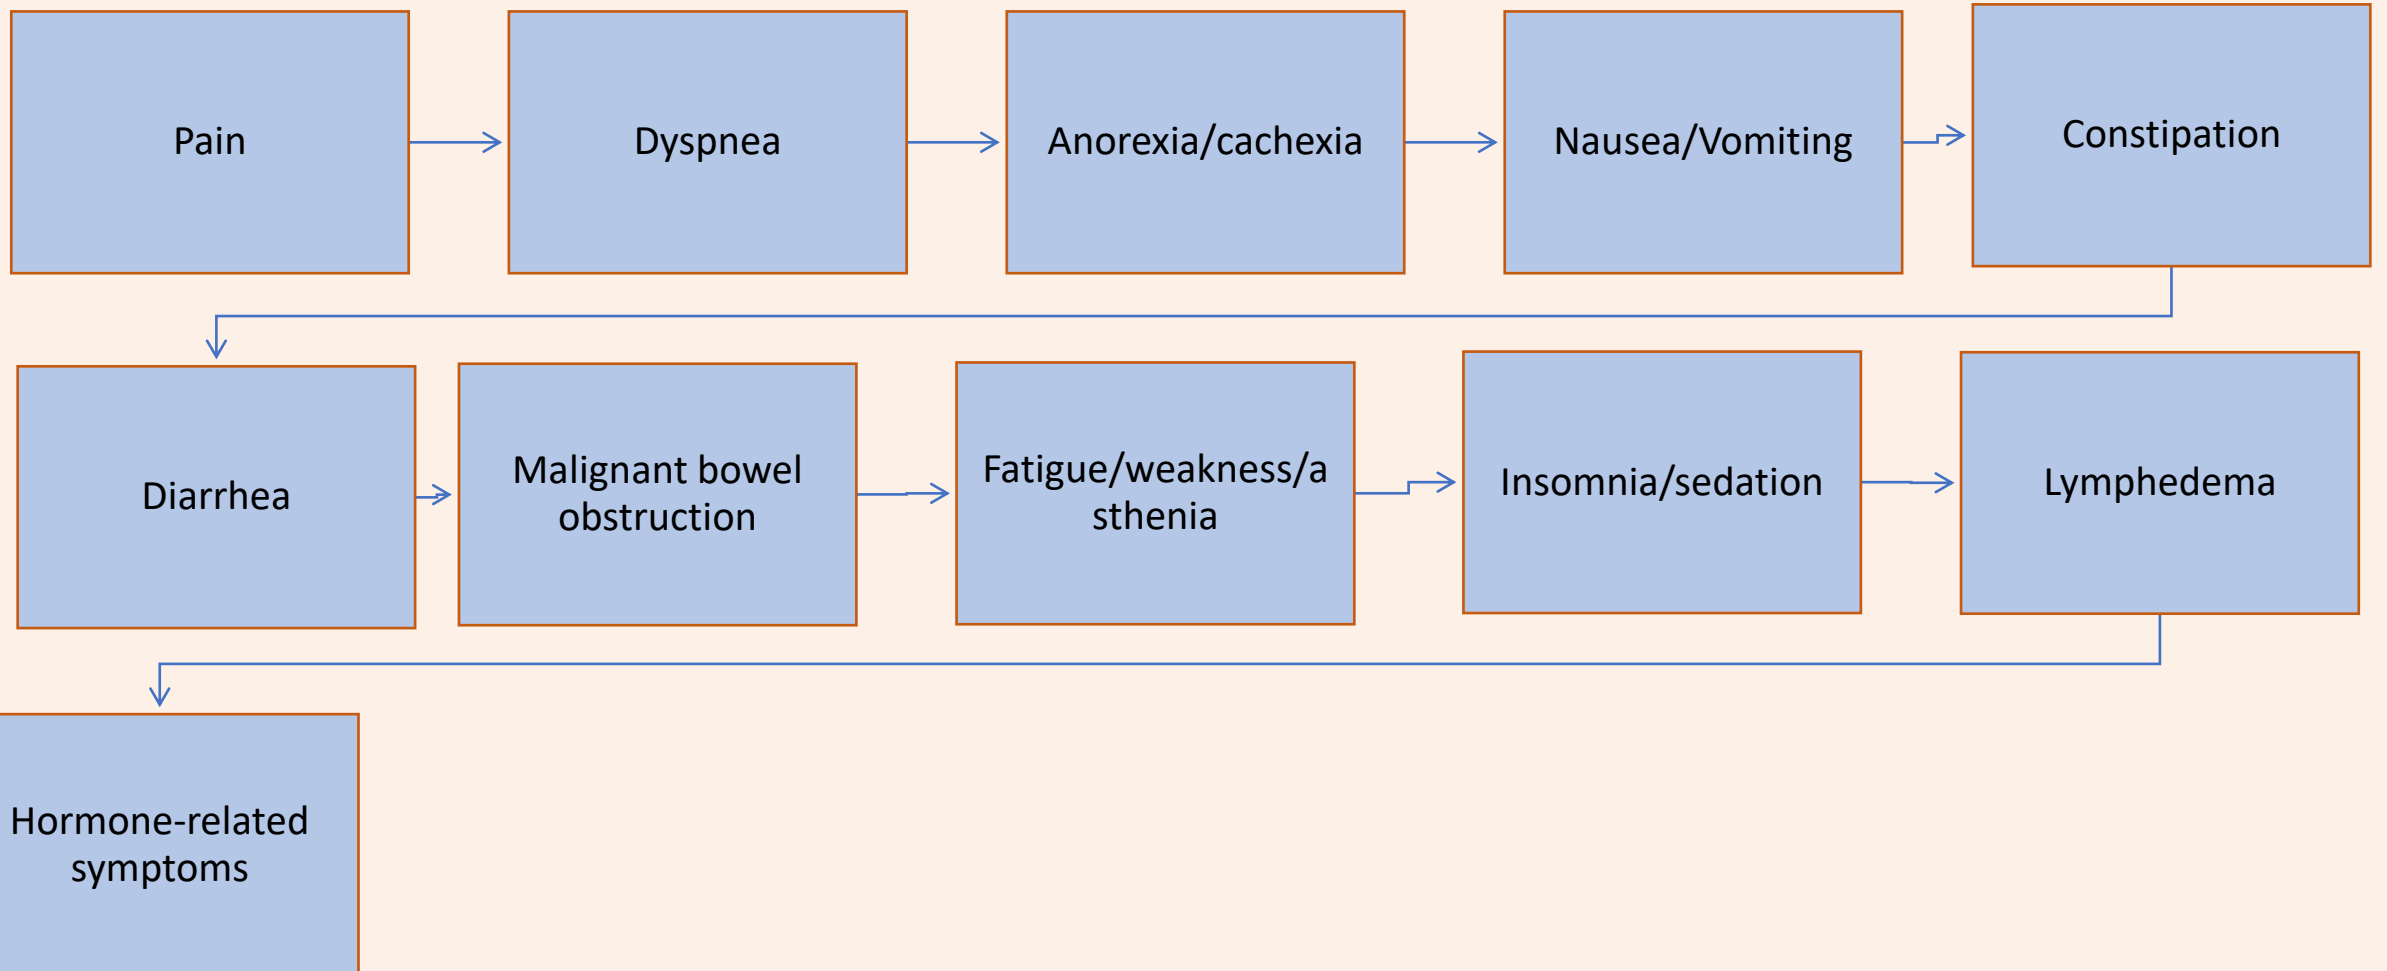 Pain
Dyspnea
Anorexia/cachexia
Nausea/Vomiting
Constipation
Diarrhea
Malignant bowel
obstruction
Fatigue/weakness/a
sthenia
Insomnia/sedation
Lymphedema
Hormone-related
symptoms